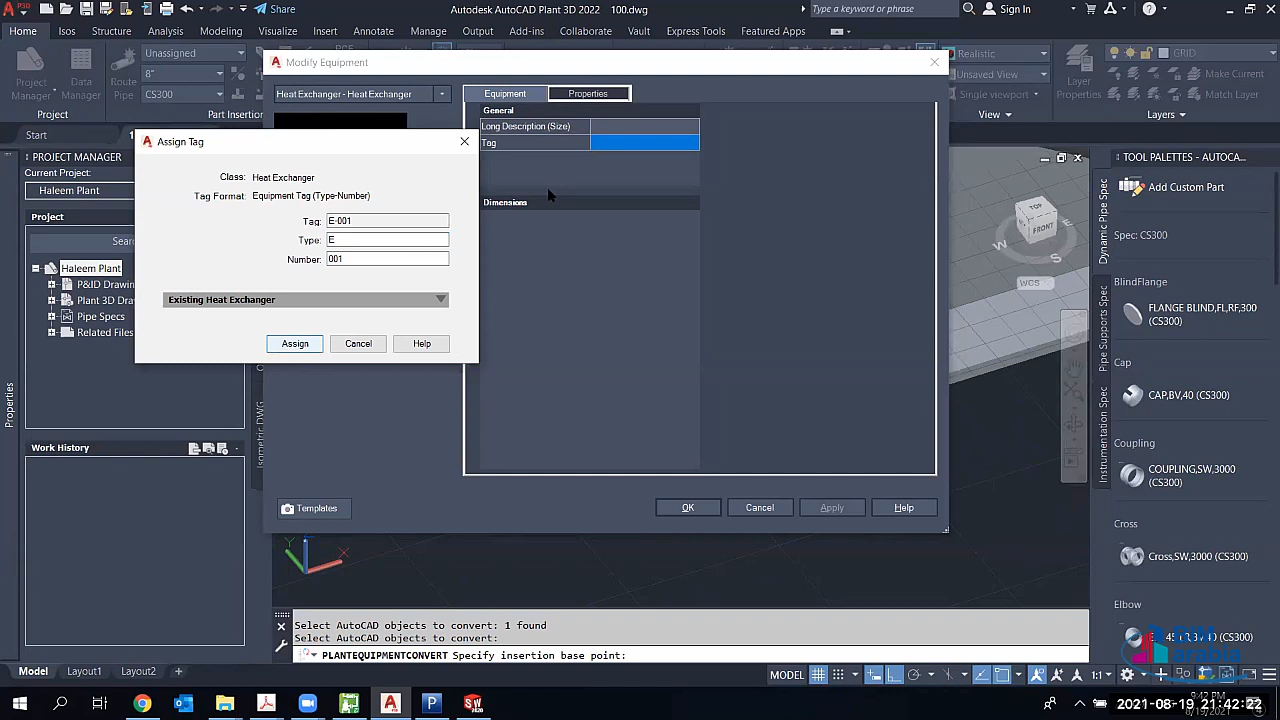 Share
Autodesk AutoCAD Plant 3D 2022 100.dwg
Type a keyword or phrase
Sign In
Home
Isos
Structure
Analysis
Modeling
Visualize
Insert
Annotate
Manage
Output
Add-ins
Collaborate
Vault
Express Tools
Featured Apps
Project
Manager
Data
Manager
Route
Pipe
Unassigned
8"
CS300
Part Insertion
Realistic
Unsaved View
Single viewport
View
Layer
Properties
GRID
Make Current
Match Layer
Layers
Start
Modify Equipment
Heat Exchanger - Heat Exchanger
Equipment
Properties
General
Long Description (Size)
Tag
Dimensions
Templates
OK
Cancel
Apply
Help
Assign Tag
Class: Heat Exchanger
Tag Format: Equipment Tag (Type-Number)
Tag: E-001
Type: E
Number: 001
Existing Heat Exchanger
Assign
Cancel
Help
PROJECT MANAGER
Current Project:
Haleem Plant
Project
Haleem Plant
P&ID Drawin
Plant 3D Dra
Pipe Specs
Related Files
Work History
Properties
Isometric DWG
TOP
FRONT
W
S
WCS
TOOL PALETTES - AUTOCA...
Dynamic Pipe Spec
Pipe Supports Spec
Instrumentation Spec
Add Custom Part
Spec: CS300
BlindFlange
FLANGE BLIND,FL,RF,300
(CS300)
Cap
CAP,BV,40 (CS300)
Coupling
COUPLING,SW,3000
(CS300)
Cross
Cross,SW,3000 (CS300)
Elbow
Y
X
Select AutoCAD objects to convert: 1 found
Select AutoCAD objects to convert:
PLANTEQUIPMENTCONVERT Specify insertion base point:
Model
Layout1
Layout2
MODEL
1:1
BIM
arabia
9:42 PM
2021-08-19 21:42:22